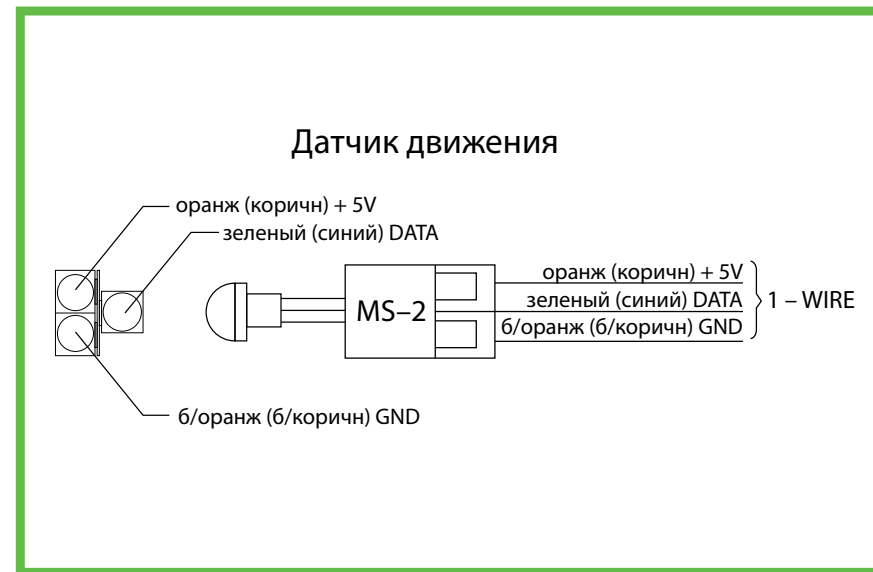 Датчик движения
оранж (коричн) + 5V
зеленый (синий) DATA
MS–2
оранж (коричн) + 5V
зеленый (синий) DATA
б/оранж (б/коричн) GND
1 – WIRE
б/оранж (б/коричн) GND